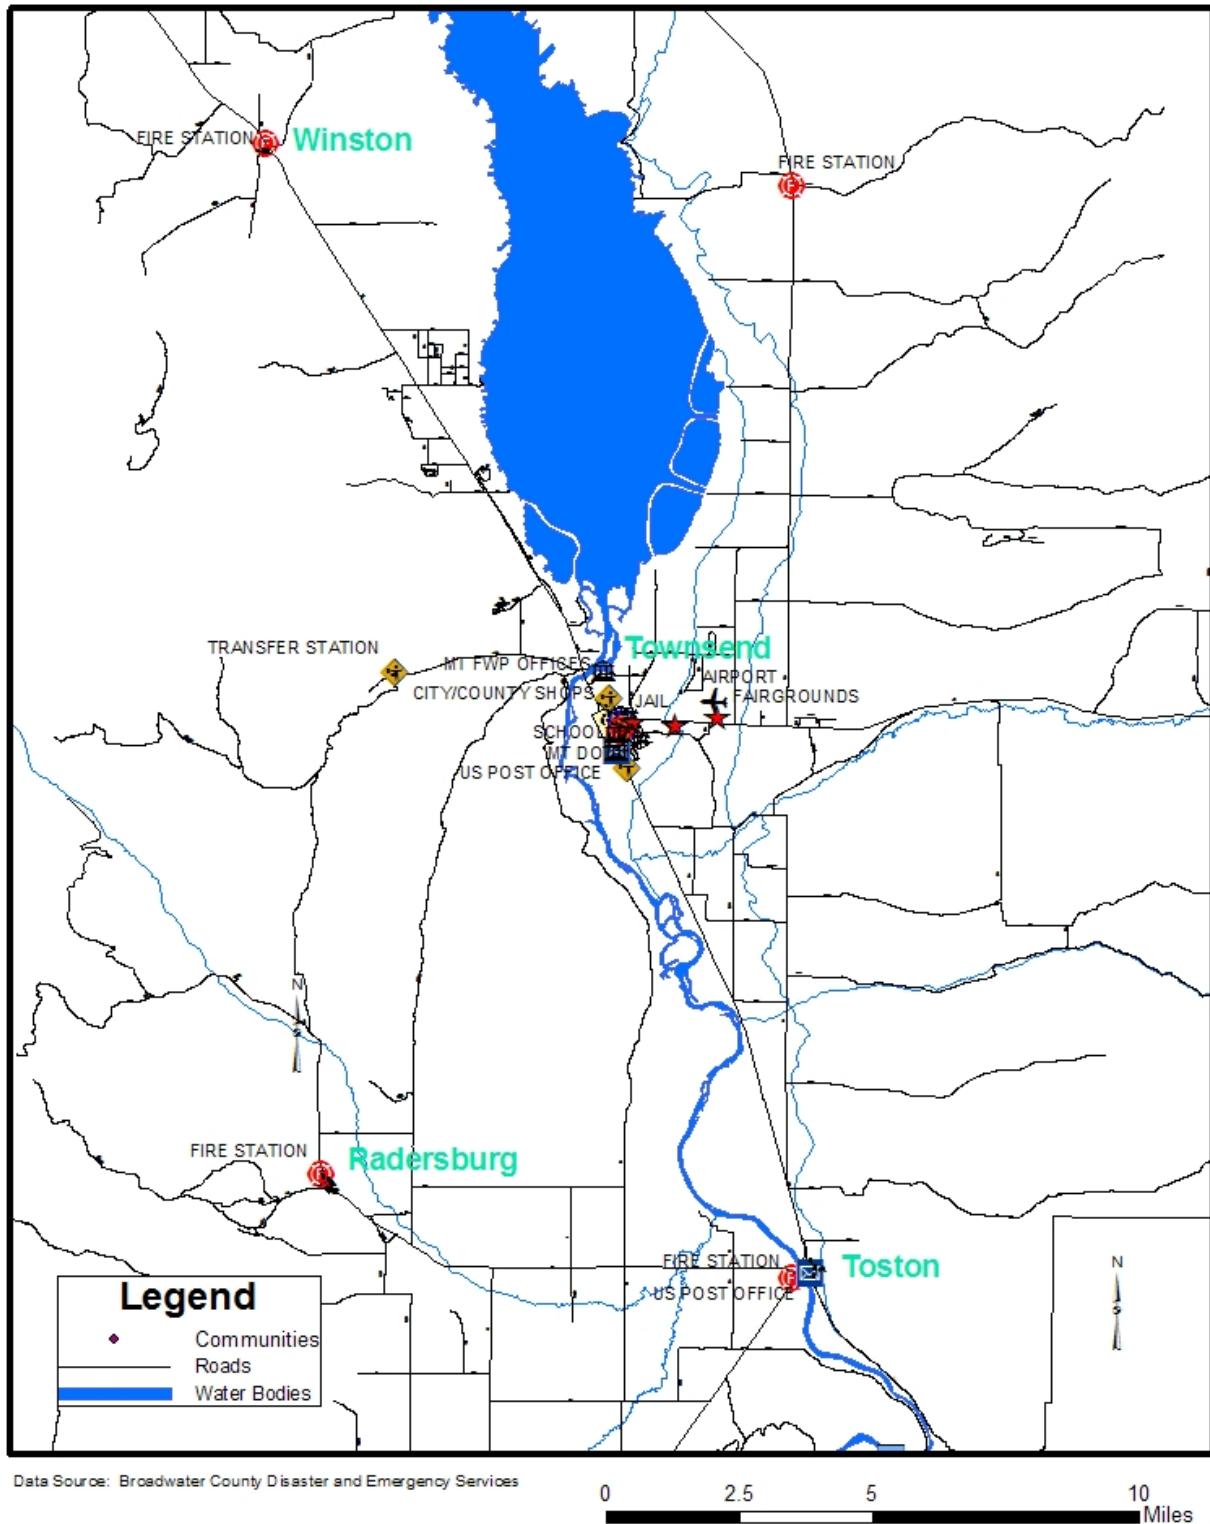 FIRE STATION
Winston
FIRE STATION
Townsend
TRANSFER STATION
MT FWP OFFICES
AIRPORT
CITY/COUNTY SHOPS
JAIL
FAIRGROUNDS
SCHOOL
MT DO
US POST OFFICE
N
S
FIRE STATION
Radersburg
FIRE STATION
Toston
US POST OFFICE
N
S
Legend
Communities
Roads
Water Bodies
Data Source: Broadwater County Disaster and Emergency Services
0 2.5 5 10
Miles